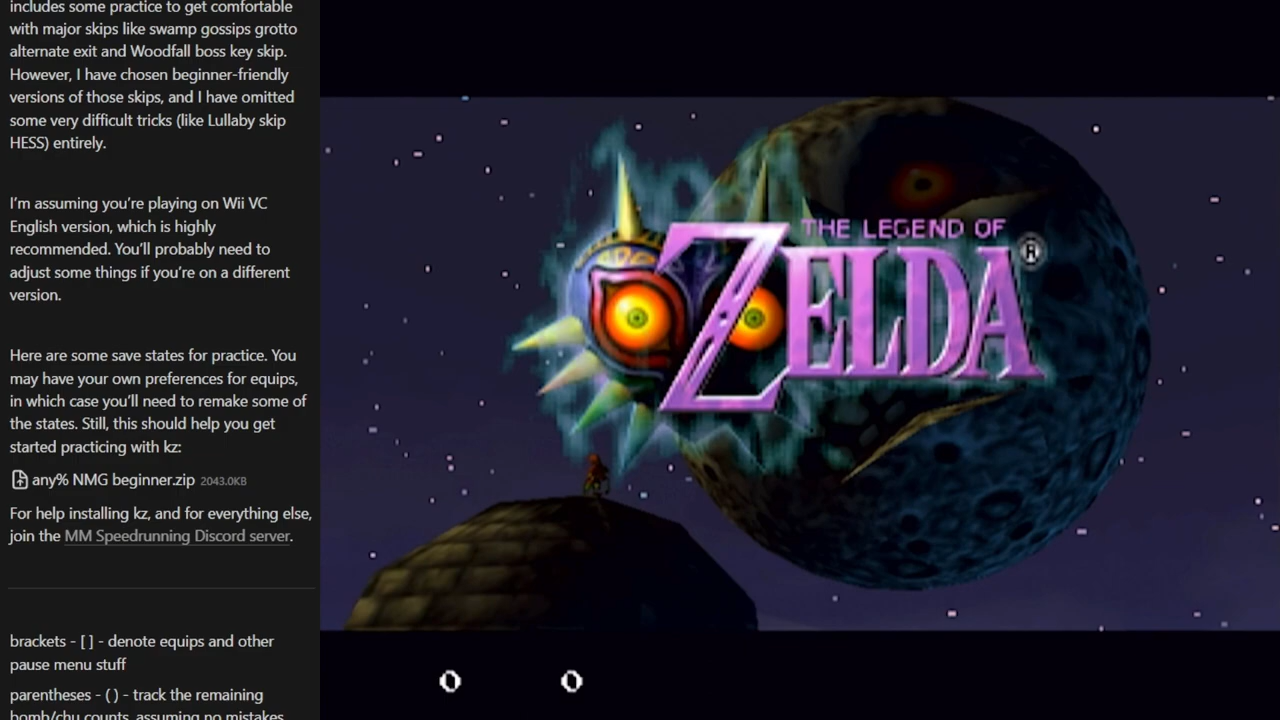 includes some practice to get comfortable
with major skips like swamp gossips grotto
alternate exit and Woodfall boss key skip.
However, I have chosen beginner-friendly
versions of those skips, and I have omitted
some very difficult tricks (like Lullaby skip
HESS) entirely.
I'm assuming you're playing on Wii VC
English version, which is highly
recommended. You'll probably need to
adjust some things if you're on a different
version.
Here are some save states for practice. You
may have your own preferences for equips,
in which case you'll need to remake some of
the states. Still, this should help you get
started practicing with kz:
any% NMG beginner.zip 2043.0KB
For help installing kz, and for everything else,
join the MM Speedrunning Discord server.
brackets - [ ] - denote equips and other
pause menu stuff
parentheses - ( ) - track the remaining
bomb/chu counts, assuming no mistakes
THE LEGEND OF
ZELDA®
0 0